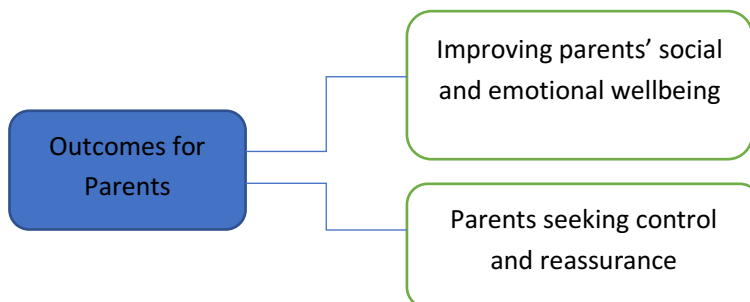 Improving parents’ social
and emotional wellbeing
Outcomes for
Parents
Parents seeking control
and reassurance